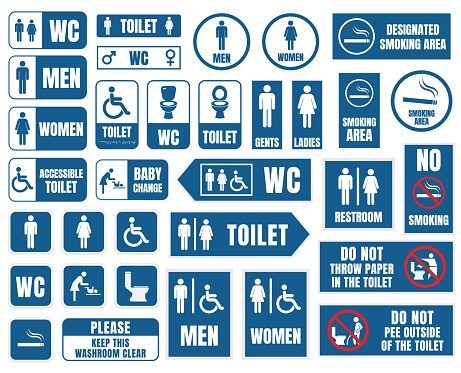 WC
TOILET
WC
MEN
WOMEN
DESIGNATED
SMOKING AREA
MEN
WOMEN
TOILET
WC
TOILET
GENTS
LADIES
SMOKING
AREA
SMOKING
AREA
ACCESSIBLE
TOILET
BABY
CHANGE
WC
RESTROOM
NO
SMOKING
TOILET
DO NOT
THROW PAPER
IN THE TOILET
WC
MEN
WOMEN
DO NOT
PEE OUTSIDE
OF THE TOILET
PLEASE
KEEP THIS
WASHROOM CLEAR